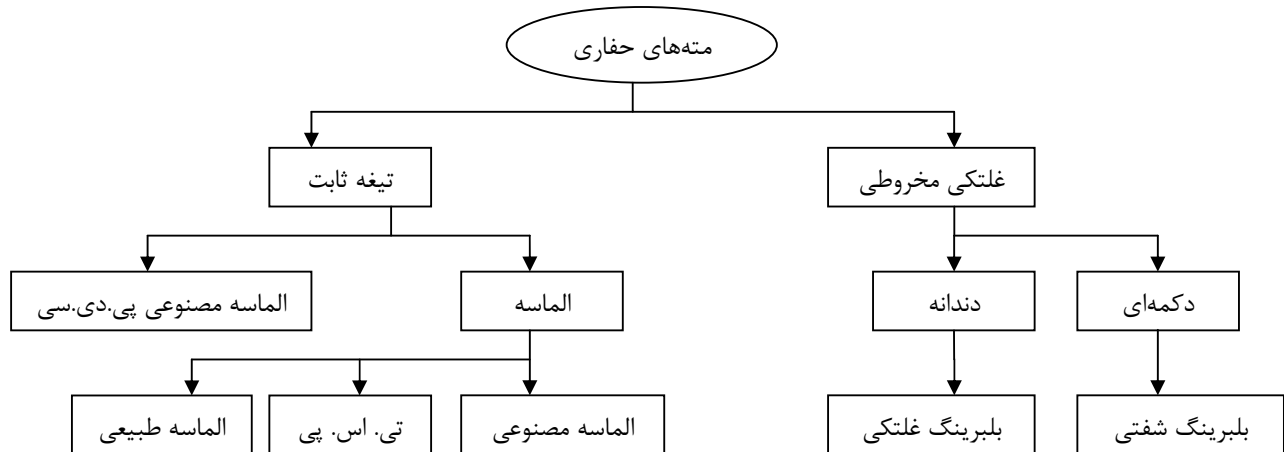 مته‌های حفاری
غلتکی مخروطی
تیغه ثابت
دکمه‌ای
دندانه
الماسه
الماسه مصنوعی پی.دی.سی
بلبرینگ شفتی
بلبرینگ غلتکی
الماسه مصنوعی
تی. اس. پی
الماسه طبیعی